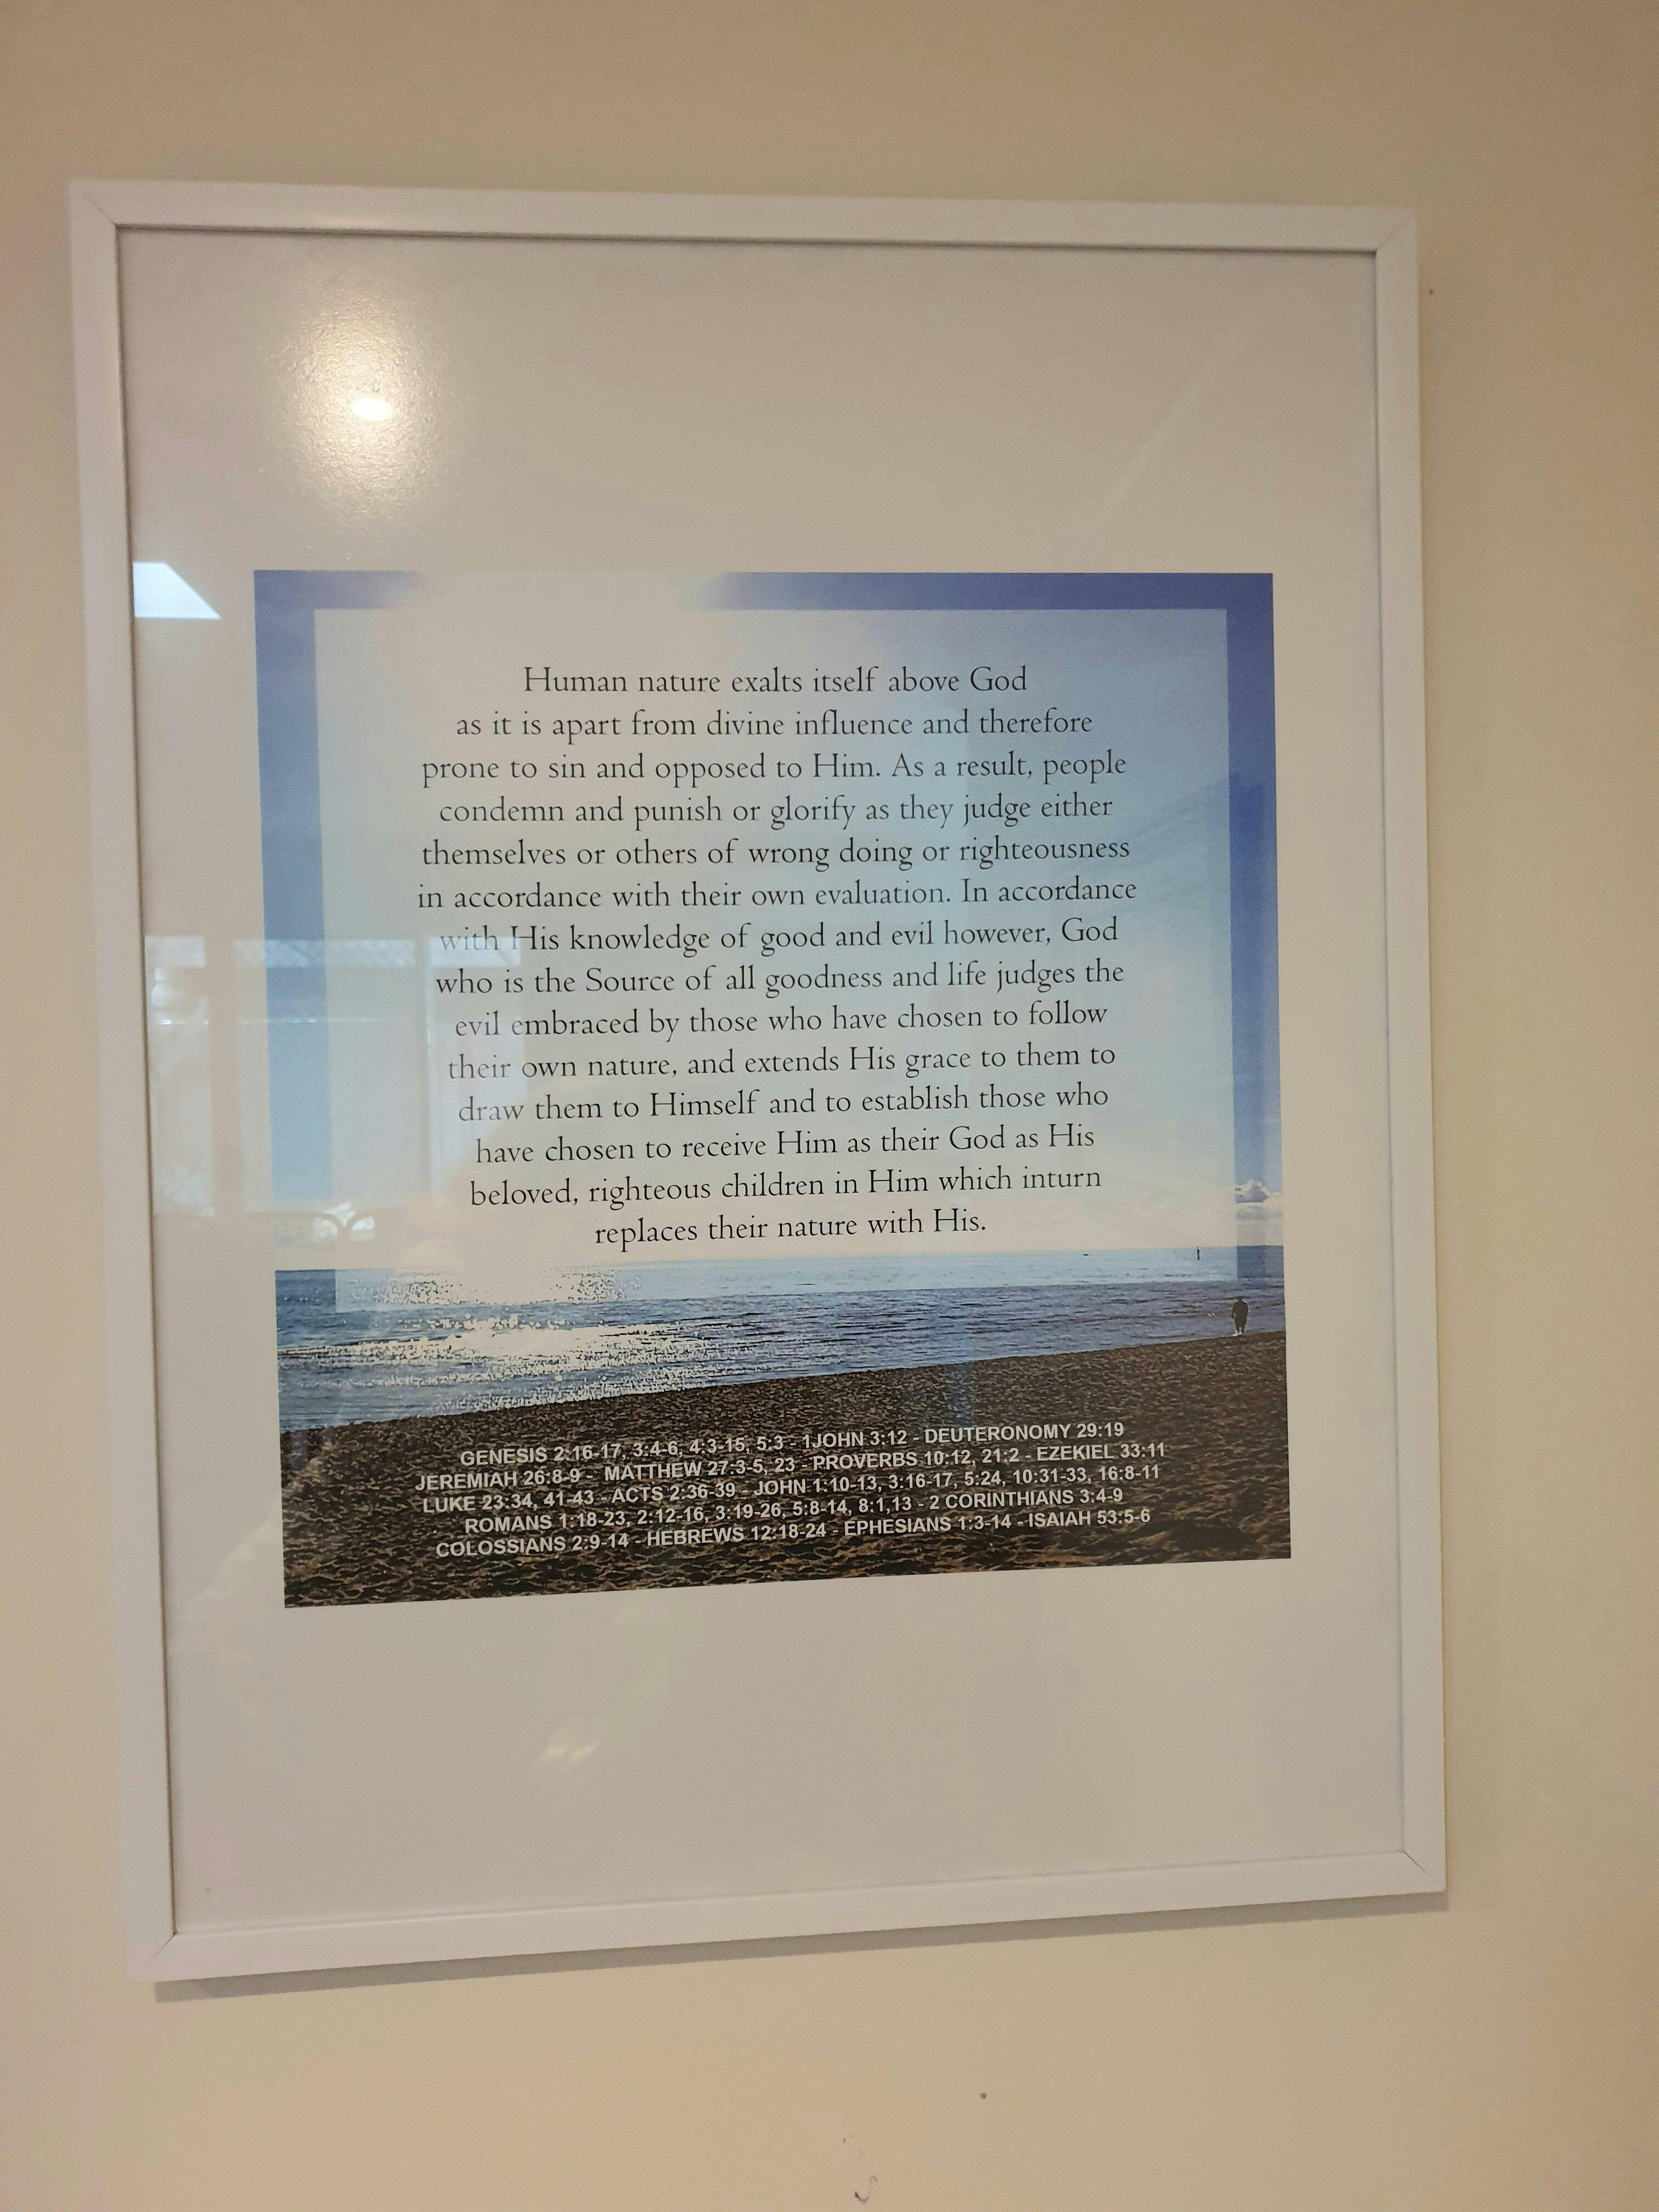 Human nature exalts itself above God
as it is apart from divine influence and therefore
prone to sin and opposed to Him. As a result, people
condemn and punish or glorify as they judge either
themselves or others of wrong doing or righteousness
in accordance with their own evaluation. In accordance
with His knowledge of good and evil however, God
who is the Source of all goodness and life judges the
evil embraced by those who have chosen to follow
their own nature, and extends His grace to them to
draw them to Himself and to establish those who
have chosen to receive Him as their God as His
beloved, righteous children in Him which inturn
replaces their nature with His.
GENESIS 2:16-17, 3:4-6, 4:3-15, 5:3 - 1JOHN 3:12 - DEUTERONOMY 29:19
JEREMIAH 26:8-9 - MATTHEW 27:3-5, 23 - PROVERBS 10:12, 21:2 - EZEKIEL 33:11
LUKE 23:34, 41-43 - ACTS 2:36-39 - JOHN 1:10-13, 3:16-17, 5:24, 10:31-33, 16:8-11
ROMANS 1:18-23, 2:12-16, 3:19-26, 5:8-14, 8:1,13 - 2 CORINTHIANS 3:4-9
COLOSSIANS 2:9-14 - HEBREWS 12:18-24 - EPHESIANS 1:3-14 - ISAIAH 53:5-6